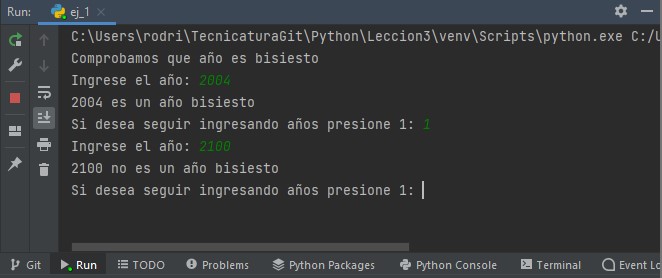 Run: ej_1
C:\Users\rodri\TecnicaturaGit\Python\Leccion3\venv\Scripts\python.exe C:/
Comprobamos que año es bisiesto
Ingrese el año: 2004
2004 es un año bisiesto
Si desea seguir ingresando años presione 1: 1
Ingrese el año: 2100
2100 no es un año bisiesto
Si desea seguir ingresando años presione 1:
Git Run TODO Problems Python Packages Python Console Terminal Event